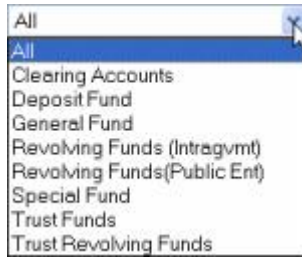 All
All
Clearing Accounts
Deposit Fund
General Fund
Revolving Funds (Intragvmt)
Revolving Funds(Public Ent)
Special Fund
Trust Funds
Trust Revolving Funds